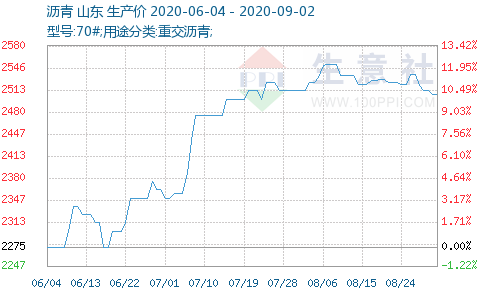 沥青 山东 生产价 2020-06-04 - 2020-09-02
型号:70#;用途分类:重交沥青;
生意社
PPI
WWW.100PPI.COM
2580 13.42%
2546 11.95%
2513 10.49%
2480 9.03%
2447 7.56%
2413 6.10%
2380 4.64%
2347 3.17%
2313 1.71%
2275 0.00%
2247 -1.22%
06/04 06/13 06/22 07/01 07/10 07/19 07/28 08/06 08/15 08/24